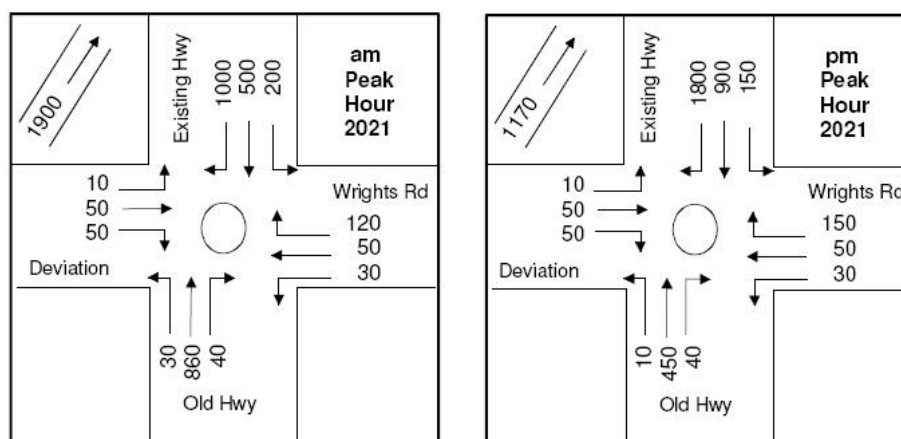 am
Peak
Hour
2021
1900
Existing Hwy
1000
500
200
10
50
50
Wrights Rd
120
50
30
Deviation
30
860
40
Old Hwy
pm
Peak
Hour
2021
1170
Existing Hwy
1800
900
150
10
50
50
Wrights Rd
150
50
30
Deviation
10
450
40
Old Hwy